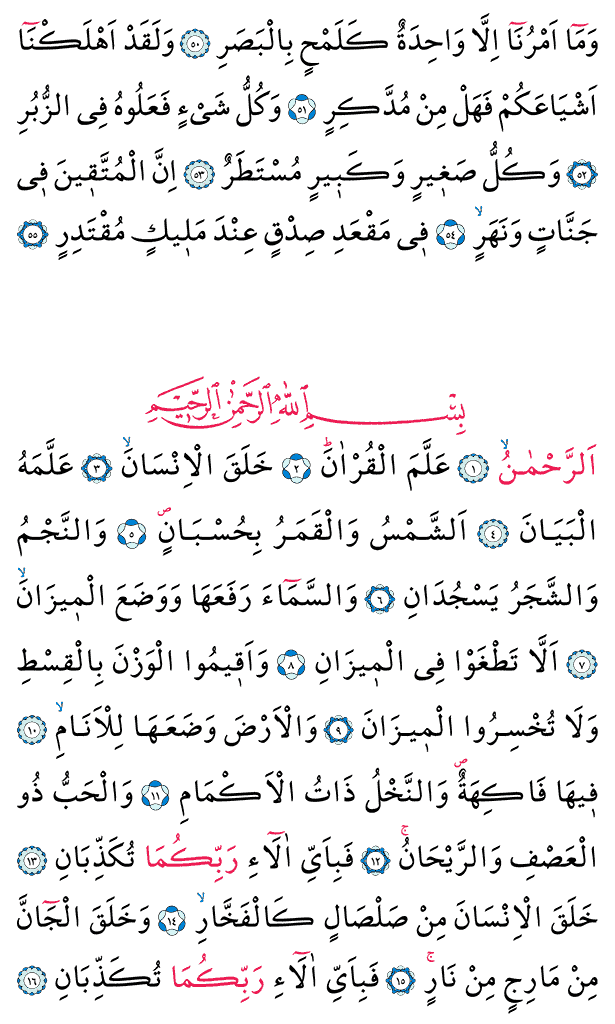 وَمَٓا اَمْرُنَٓا اِلَّا وَاحِدَةٌ كَلَمْحٍ بِالْبَصَرِ ﴿٥٠﴾ وَلَقَدْ اَهْلَكْنَٓا
اَشْيَاعَكُمْ فَهَلْ مِنْ مُدَّكِرٍ ﴿٥١﴾ وَكُلُّ شَىْءٍ فَعَلُوهُ فِى الزُّبُرِ
﴿٥٢﴾ وَكُلُّ صَغٖيرٍ وَكَبٖيرٍ مُسْتَطَرٌ ﴿٥٣﴾ اِنَّ الْمُتَّقٖينَ فٖى
جَنَّاتٍ وَنَهَرٍۙ ﴿٥٤﴾ فٖى مَقْعَدِ صِدْقٍ عِنْدَ مَلٖيكٍ مُقْتَدِرٍ ﴿٥٥﴾
بِسْمِ اللّٰهِ الرَّحْمٰنِ الرَّحٖيمِ
اَلرَّحْمٰنُۙ ﴿١﴾ عَلَّمَ الْقُرْاٰنَؕ ﴿٢﴾ خَلَقَ الْاِنْسَانَۙ ﴿٣﴾ عَلَّمَهُ
الْبَيَانَ ﴿٤﴾ اَلشَّمْسُ وَالْقَمَرُ بِحُسْبَانٍࣕ ﴿٥﴾ وَالنَّجْمُ
وَالشَّجَرُ يَسْجُدَانِ ﴿٦﴾ وَالسَّمَٓاءَ رَفَعَهَا وَوَضَعَ الْمٖيزَانَۙ
﴿٧﴾ اَلَّا تَطْغَوْا فِى الْمٖيزَانِ ﴿٨﴾ وَاَقٖيمُوا الْوَزْنَ بِالْقِسْطِ
وَلَا تُخْسِرُوا الْمٖيزَانَ ﴿٩﴾ وَالْاَرْضَ وَضَعَهَا لِلْاَنَامِۙ ﴿١٠﴾
فٖيهَا فَاكِهَةٌࣕ وَالنَّخْلُ ذَاتُ الْاَكْمَامِ ﴿١١﴾ وَالْحَبُّ ذُو
الْعَصْفِ وَالرَّيْحَانُۚ ﴿١٢﴾ فَبِاَىِّ اٰلَٓاءِ رَبِّكُمَا تُكَذِّبَانِ ﴿١٣﴾
خَلَقَ الْاِنْسَانَ مِنْ صَلْصَالٍ كَالْفَخَّارِۙ ﴿١٤﴾ وَخَلَقَ الْجَٓانَّ
مِنْ مَارِجٍ مِنْ نَارٍۚ ﴿١٥﴾ فَبِاَىِّ اٰلَٓاءِ رَبِّكُمَا تُكَذِّبَانِ ﴿١٦﴾